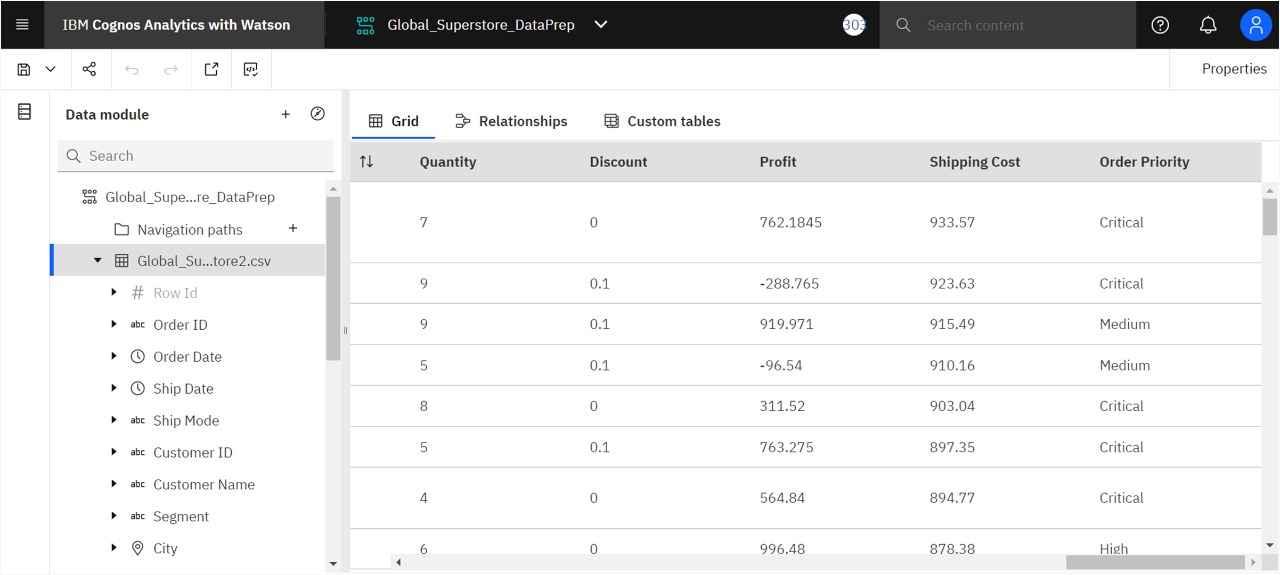 IBM Cognos Analytics with Watson
Global_Superstore_DataPrep
303
Search content
Properties
Data module
Search
Global_Supe...re_DataPrep
Navigation paths
Global_Su...tore2.csv
# Row Id
abc Order ID
Order Date
Ship Date
abc Ship Mode
abc Customer ID
abc Customer Name
abc Segment
City
Grid Relationships Custom tables
Quantity Discount Profit Shipping Cost Order Priority
7 0 762.1845 933.57 Critical
9 0.1 -288.765 923.63 Critical
9 0.1 919.971 915.49 Medium
5 0.1 -96.54 910.16 Medium
8 0 311.52 903.04 Critical
5 0.1 763.275 897.35 Critical
4 0 564.84 894.77 Critical
6 0 996.48 878.38 High